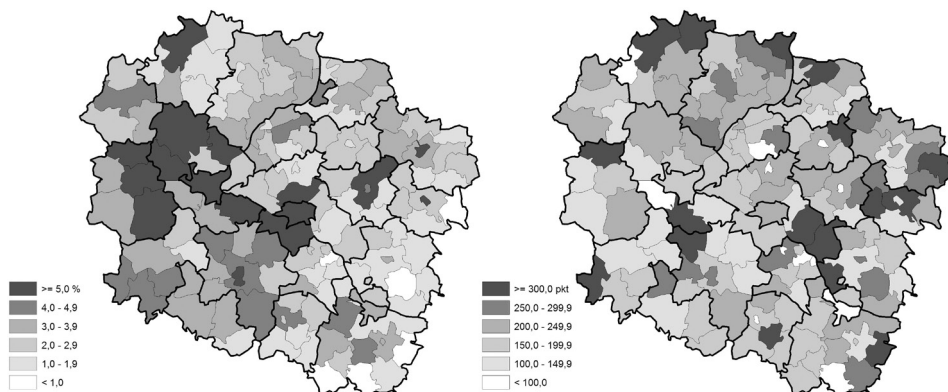 >= 5,0 %
4,0 - 4,9
3,0 - 3,9
2,0 - 2,9
1,0 - 1,9
< 1,0
>= 300,0 pkt
250,0 - 299,9
200,0 - 249,9
150,0 - 199,9
100,0 - 149,9
< 100,0